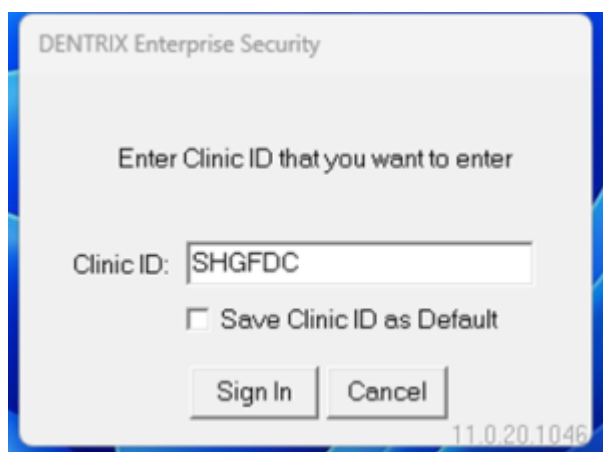 DENTRIX Enterprise Security
Enter Clinic ID that you want to enter
Clinic ID: SHGFDC
Save Clinic ID as Default
Sign In Cancel
11.0.20.1046